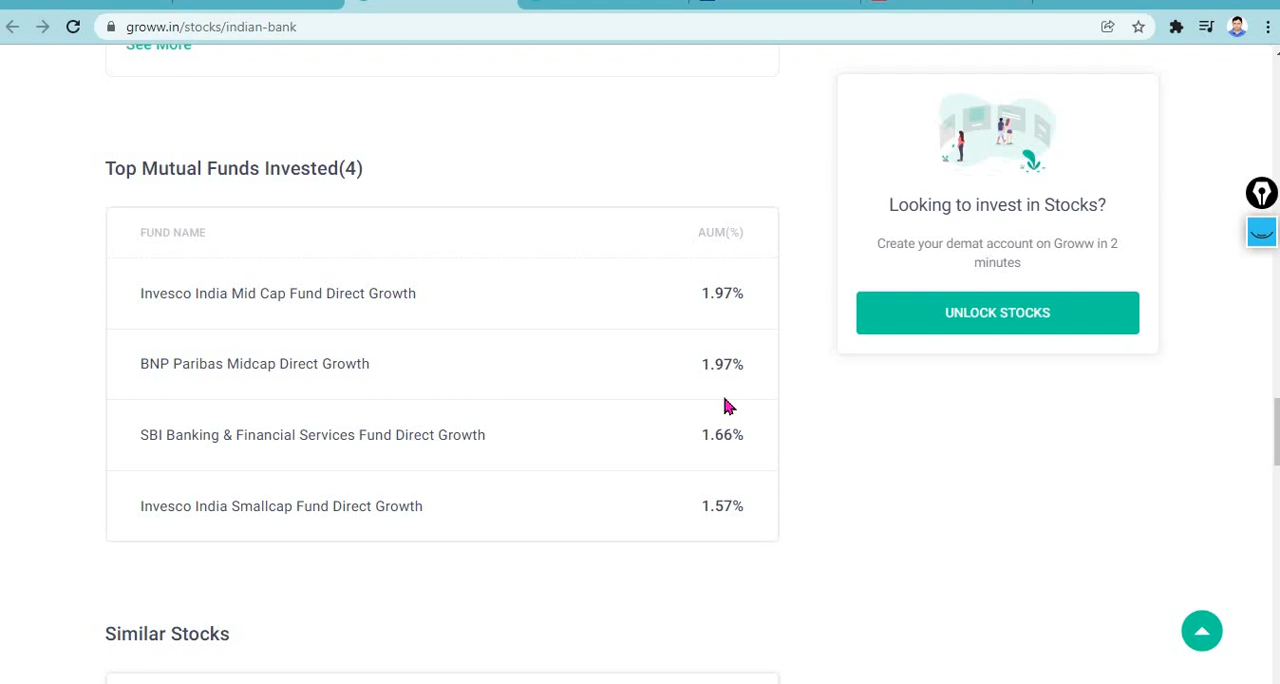 groww.in/stocks/indian-bank
See More
Top Mutual Funds Invested(4)
FUND NAME AUM(%)
Invesco India Mid Cap Fund Direct Growth 1.97%
BNP Paribas Midcap Direct Growth 1.97%
SBI Banking & Financial Services Fund Direct Growth 1.66%
Invesco India Smallcap Fund Direct Growth 1.57%
Similar Stocks
Looking to invest in Stocks?
Create your demat account on Groww in 2
minutes
UNLOCK STOCKS